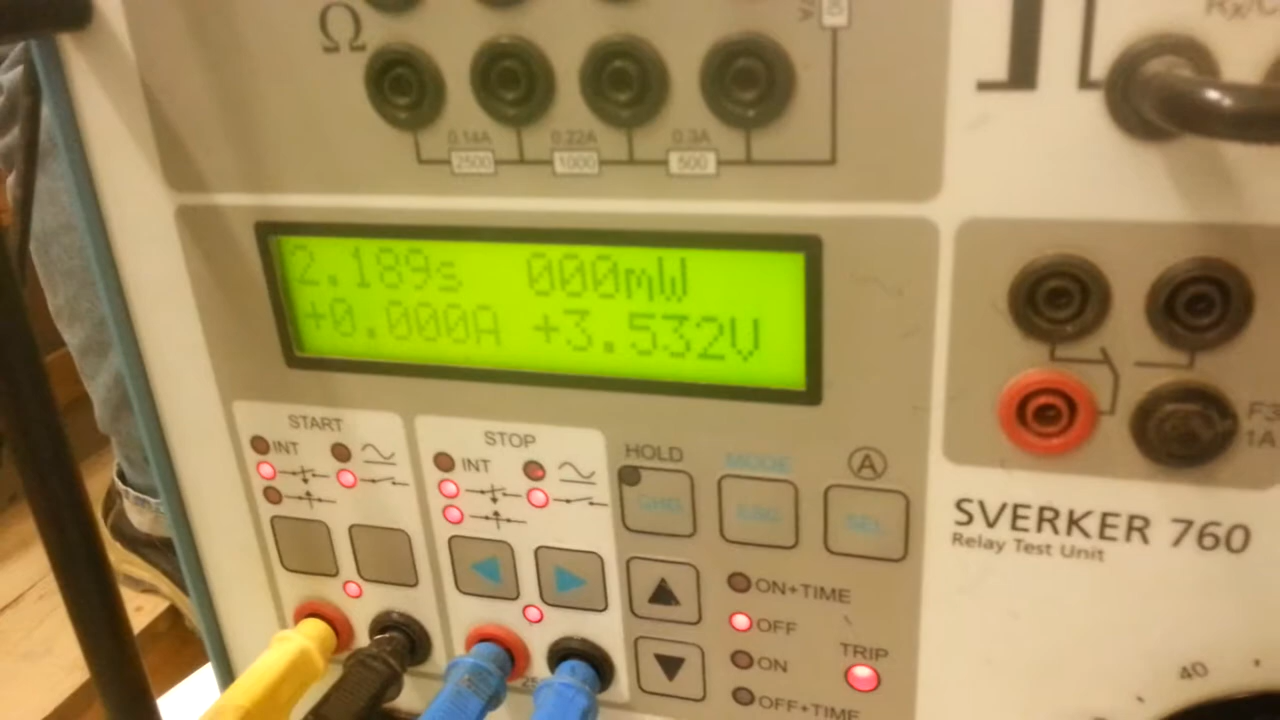 Ω
0.14A 0.22A 0.3A
2500 1000 500
2.189s 000mW
+0.000A +3.532V
START
INT
STOP
INT
HOLD
MODE
A
SEL
SVERKER 760
Relay Test Unit
ON+TIME
OFF
ON
OFF+TIME
TRIP
1A
40